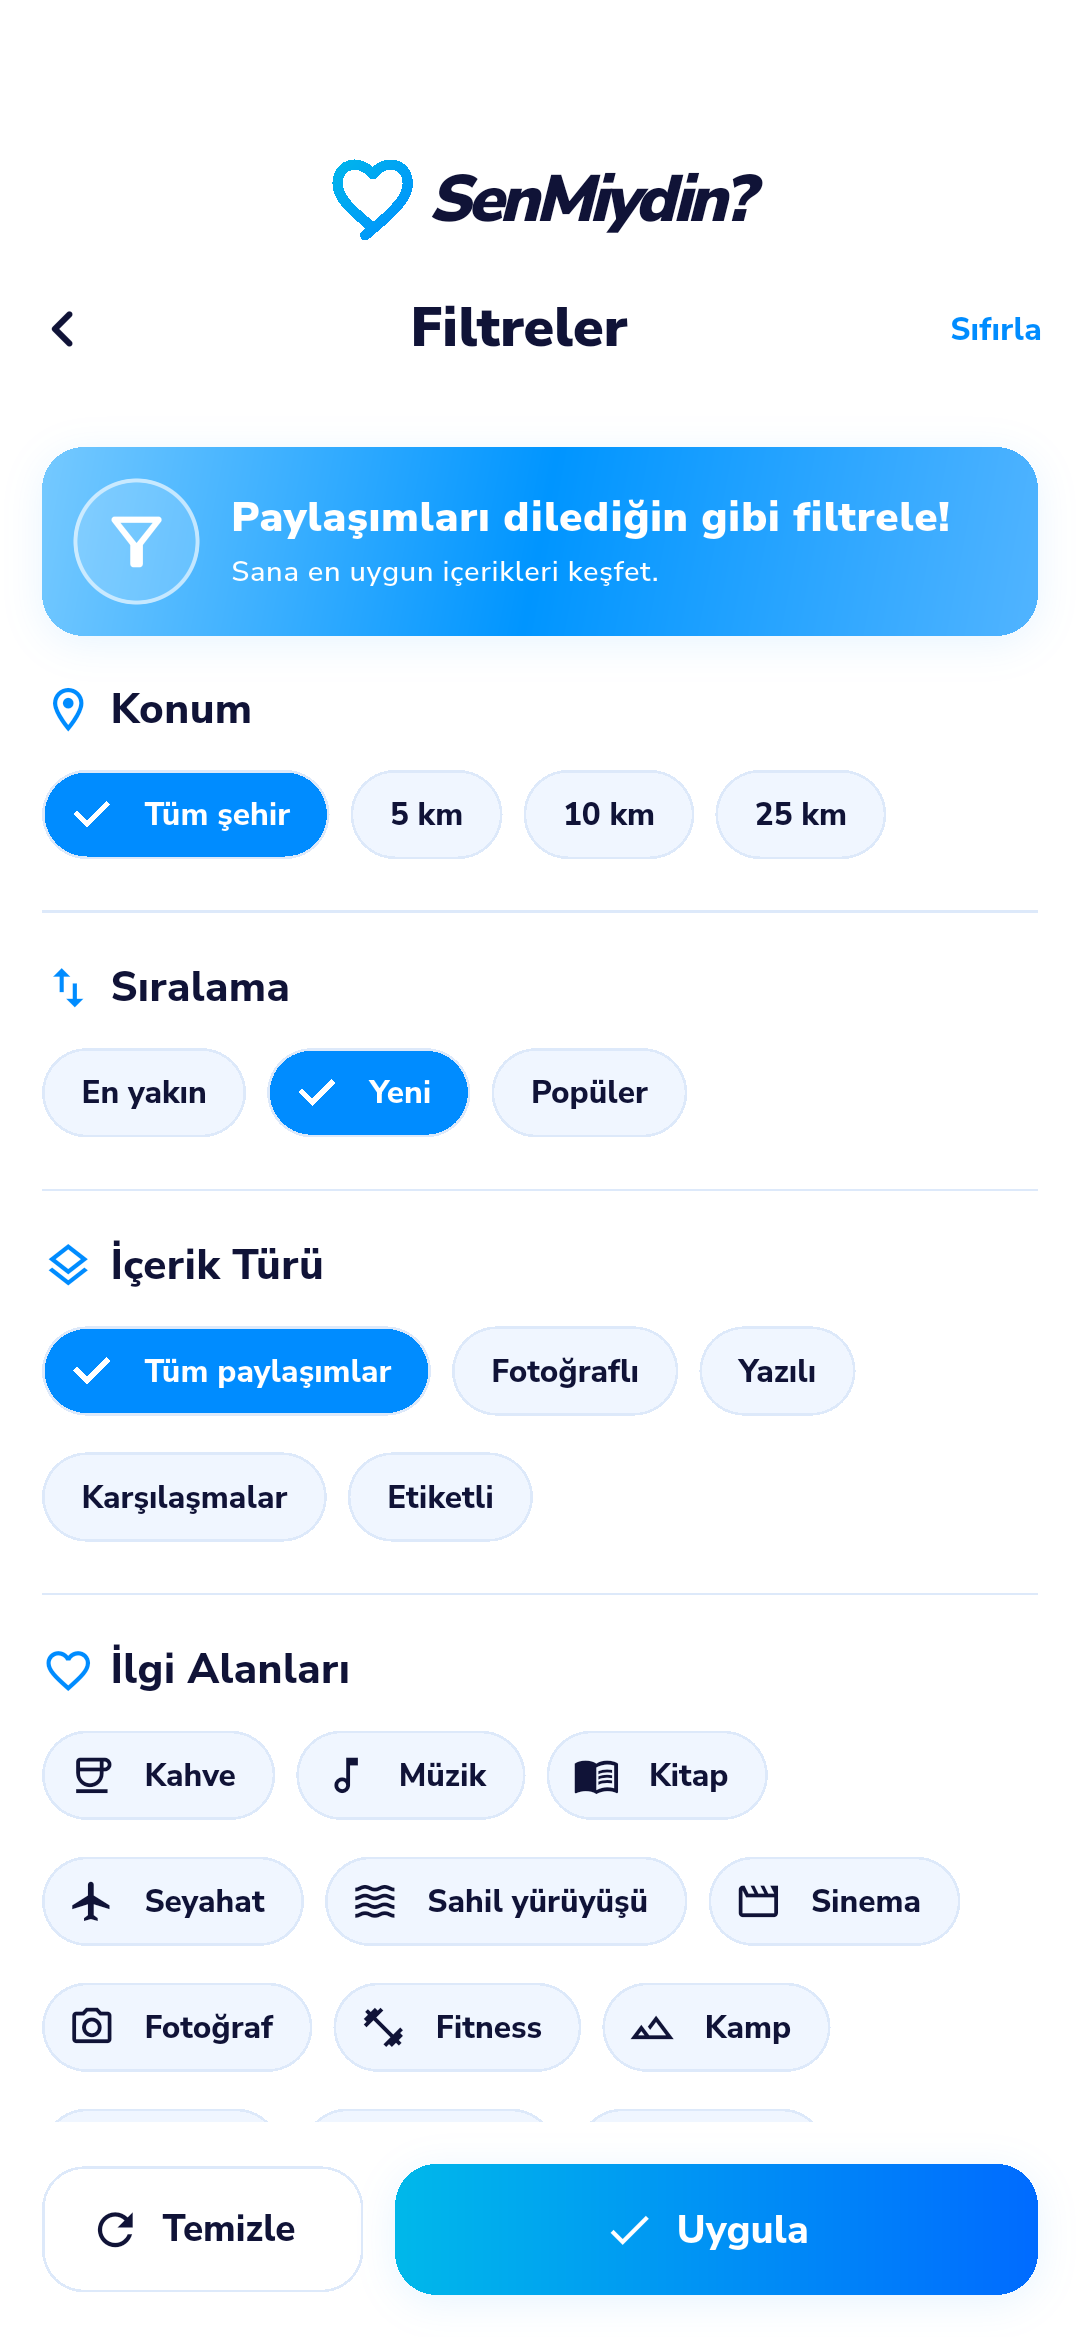 SenMiydin?
Filtreler
Sıfırla
Paylaşımları dilediğin gibi filtrele!
Sana en uygun içerikleri keşfet.
Konum
Tüm şehir
5 km
10 km
25 km
Sıralama
En yakın
Yeni
Popüler
İçerik Türü
Tüm paylaşımlar
Fotoğraflı
Yazılı
Karşılaşmalar
Etiketli
İlgi Alanları
Kahve
Müzik
Kitap
Seyahat
Sahil yürüyüşü
Sinema
Fotoğraf
Fitness
Kamp
Temizle
Uygula